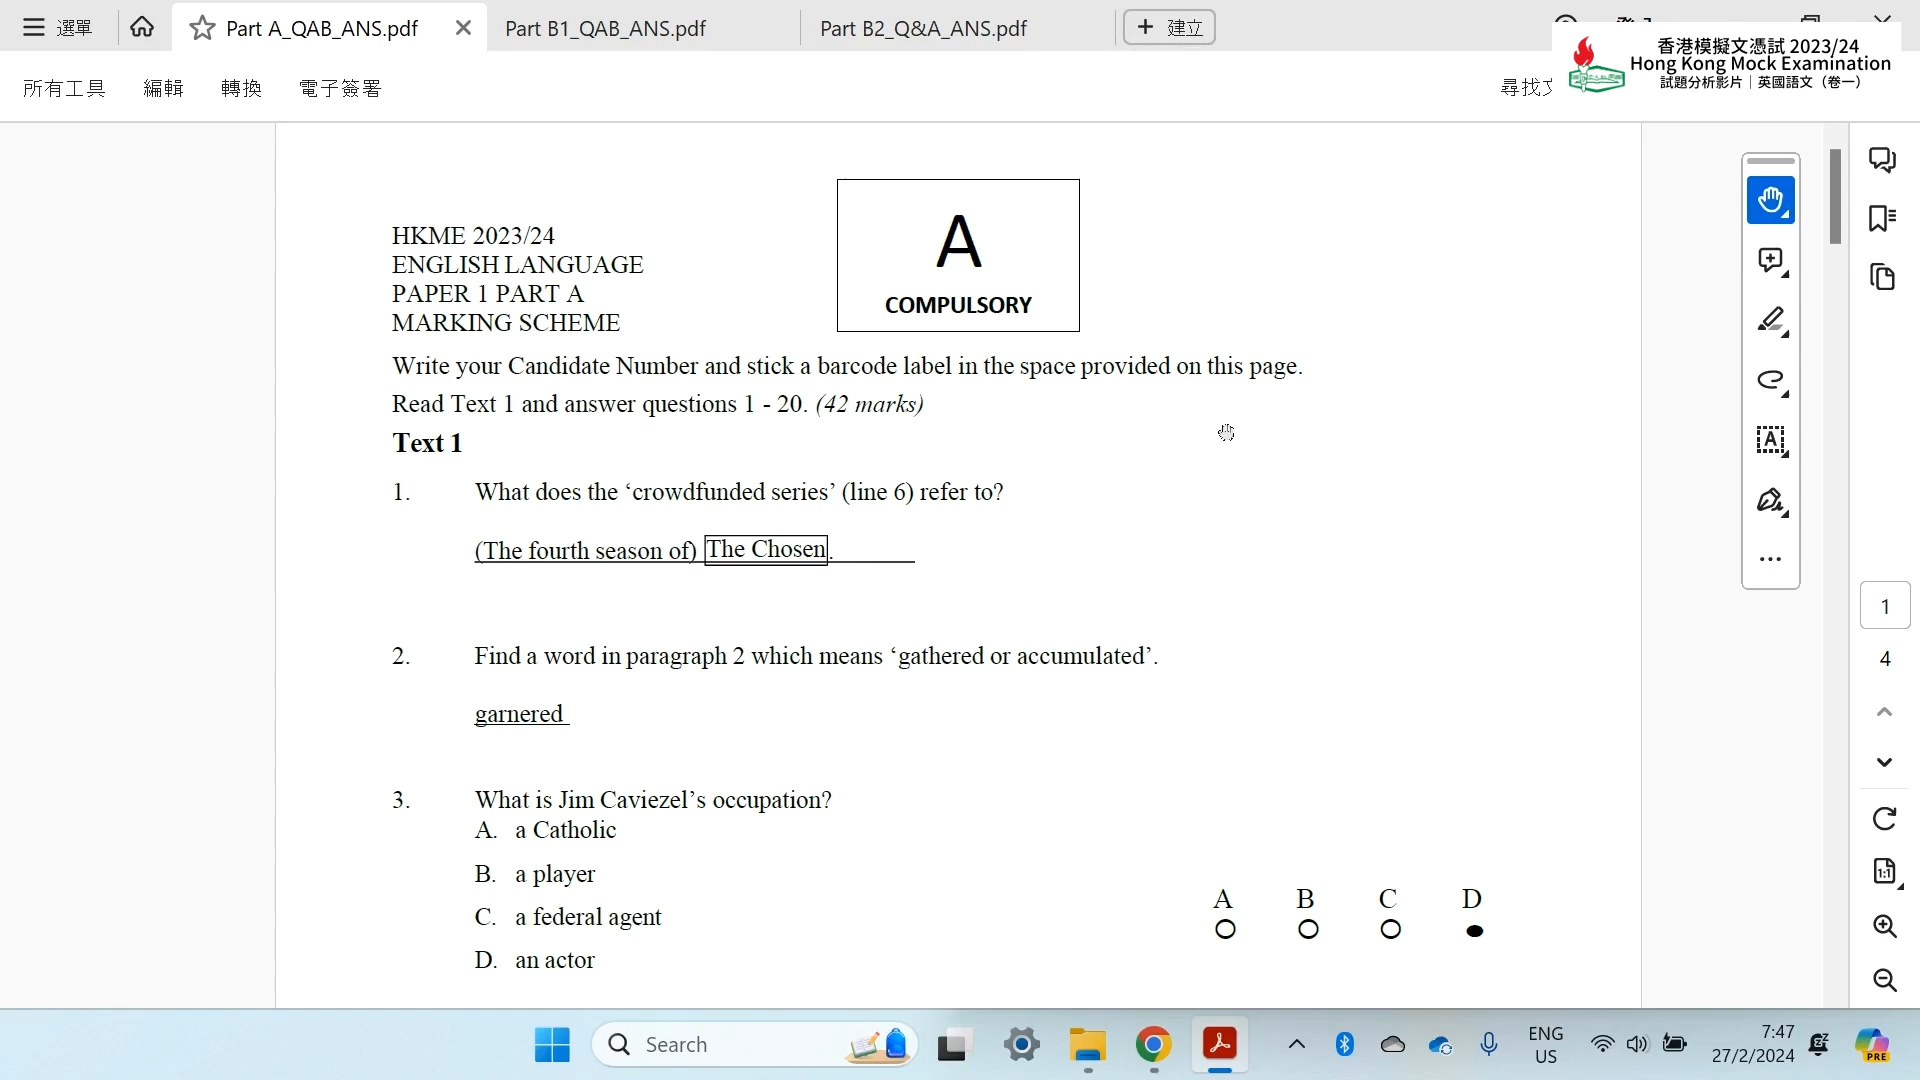 選單
Part A_QAB_ANS.pdf
Part B1_QAB_ANS.pdf
Part B2_Q&A_ANS.pdf
+ 建立
所有工具
編輯
轉換
電子簽署
尋找
香港模擬文憑試 2023/24
Hong Kong Mock Examination
試題分析影片｜英國語文（卷一）
HKME 2023/24
ENGLISH LANGUAGE
PAPER 1 PART A
MARKING SCHEME
A
COMPULSORY
Write your Candidate Number and stick a barcode label in the space provided on this page.
Read Text 1 and answer questions 1 - 20. (42 marks)
Text 1
1. What does the ‘crowdfunded series’ (line 6) refer to?
(The fourth season of) The Chosen.
2. Find a word in paragraph 2 which means ‘gathered or accumulated’.
garnered
3. What is Jim Caviezel’s occupation?
A. a Catholic
B. a player
C. a federal agent
D. an actor
A B C D
1
4
1:1
Search
ENG
US
7:47
27/2/2024
PRE